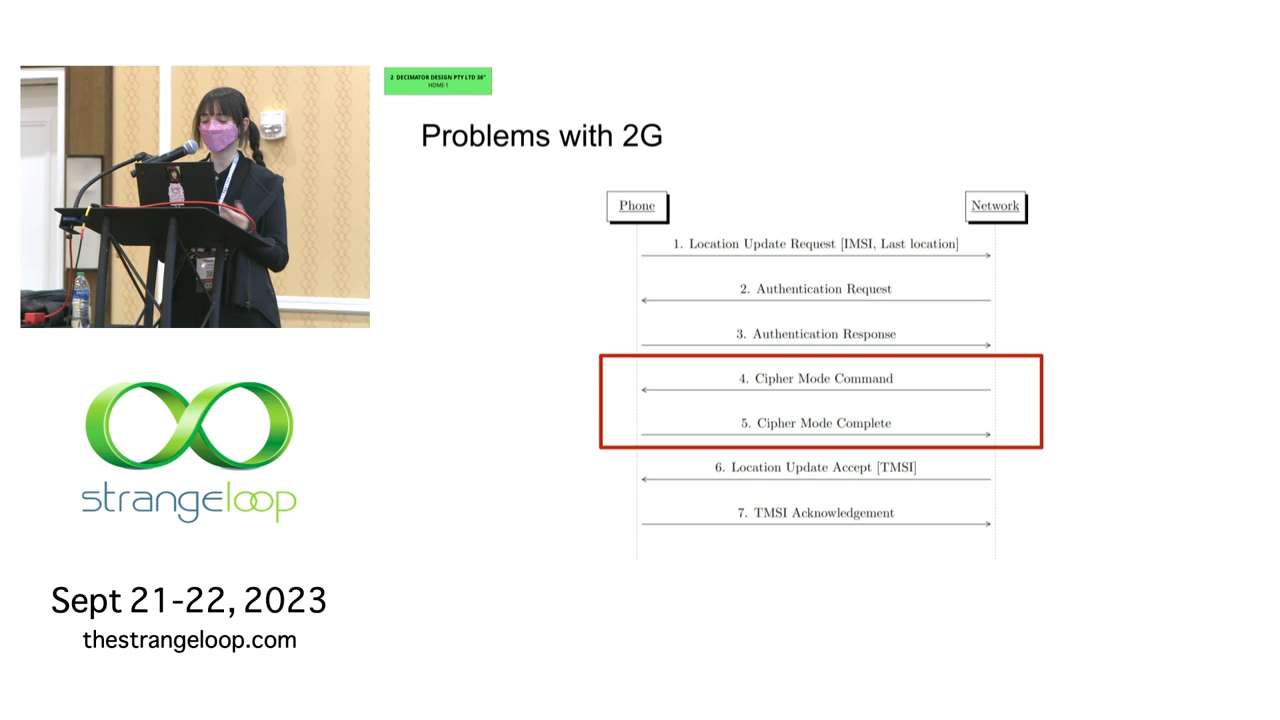 2 DECIMATOR DESIGN PTY LTD 36"
HDMI-1
Problems with 2G
Phone
Network
1. Location Update Request [IMSI, Last location]
2. Authentication Request
3. Authentication Response
4. Cipher Mode Command
5. Cipher Mode Complete
6. Location Update Accept [TMSI]
7. TMSI Acknowledgement
strangeloop
Sept 21-22, 2023
thestrangeloop.com